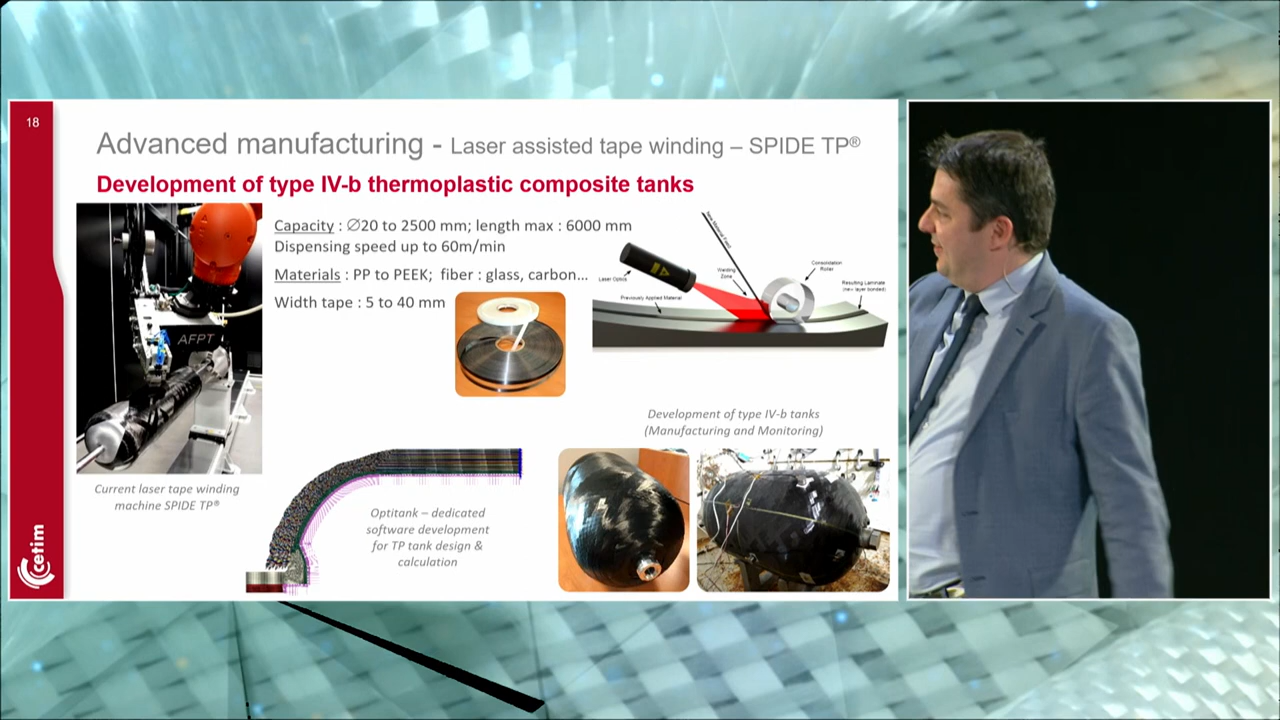 18
Advanced manufacturing - Laser assisted tape winding – SPIDE TP®
Development of type IV-b thermoplastic composite tanks
Capacity : ∅20 to 2500 mm; length max : 6000 mm
Dispensing speed up to 60m/min
Materials : PP to PEEK; fiber : glass, carbon...
Width tape : 5 to 40 mm
AFPT
Laser Optics
Previously Applied Material
Welding
Zone
Consolidation
Roller
Resulting Laminate
(new layer bonded)
Development of type IV-b tanks
(Manufacturing and Monitoring)
Current laser tape winding
machine SPIDE TP®
Optitank – dedicated
software development
for TP tank design &
calculation
cetim